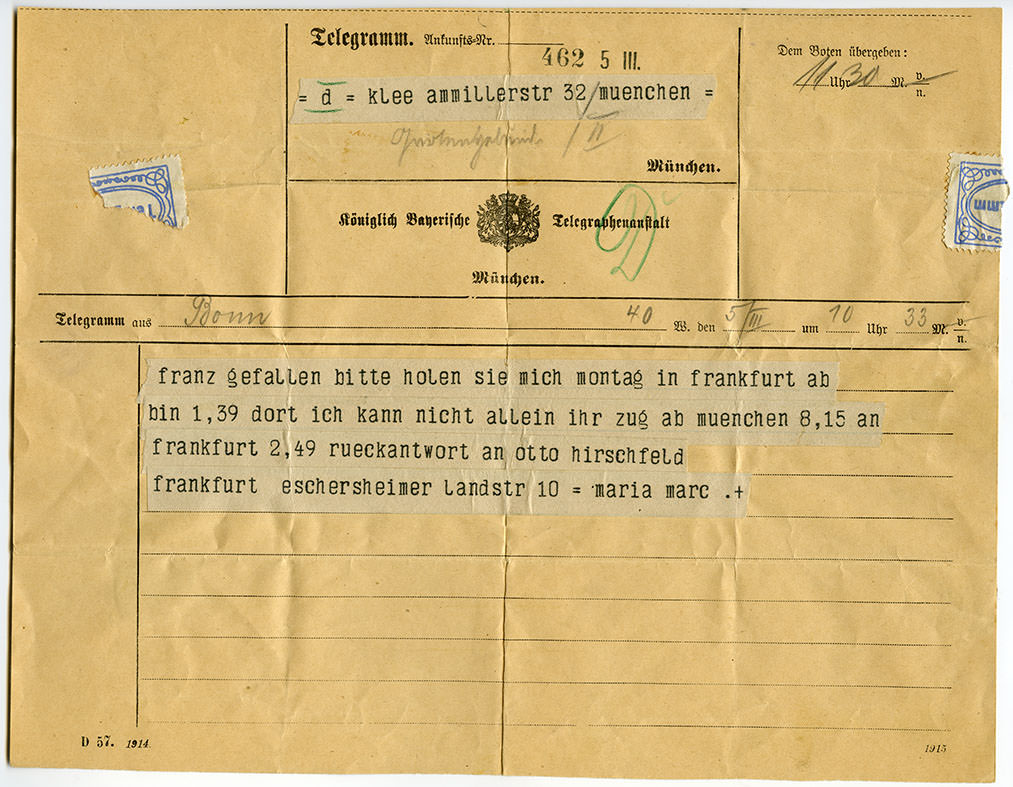 Telegramm. Ankunfts-Nr.
462 5 III.
Dem Boten übergeben:
11 Uhr 30 M. v./n.
= d = klee ammillerstr 32/muenchen =
Gartengebäude / II
München.
Königlich Bayerische Telegraphenanstalt
D
München.
Telegramm aus Bonn 40 W. den 5/III um 10 Uhr 33 M. v./n.
franz gefallen bitte holen sie mich montag in frankfurt ab
bin 1,39 dort ich kann nicht allein ihr zug ab muenchen 8,15 an
frankfurt 2,49 rueckantwort an otto hirschfeld
frankfurt eschersheimer landstr 10 = maria marc .+
D 57. 1914.
1915